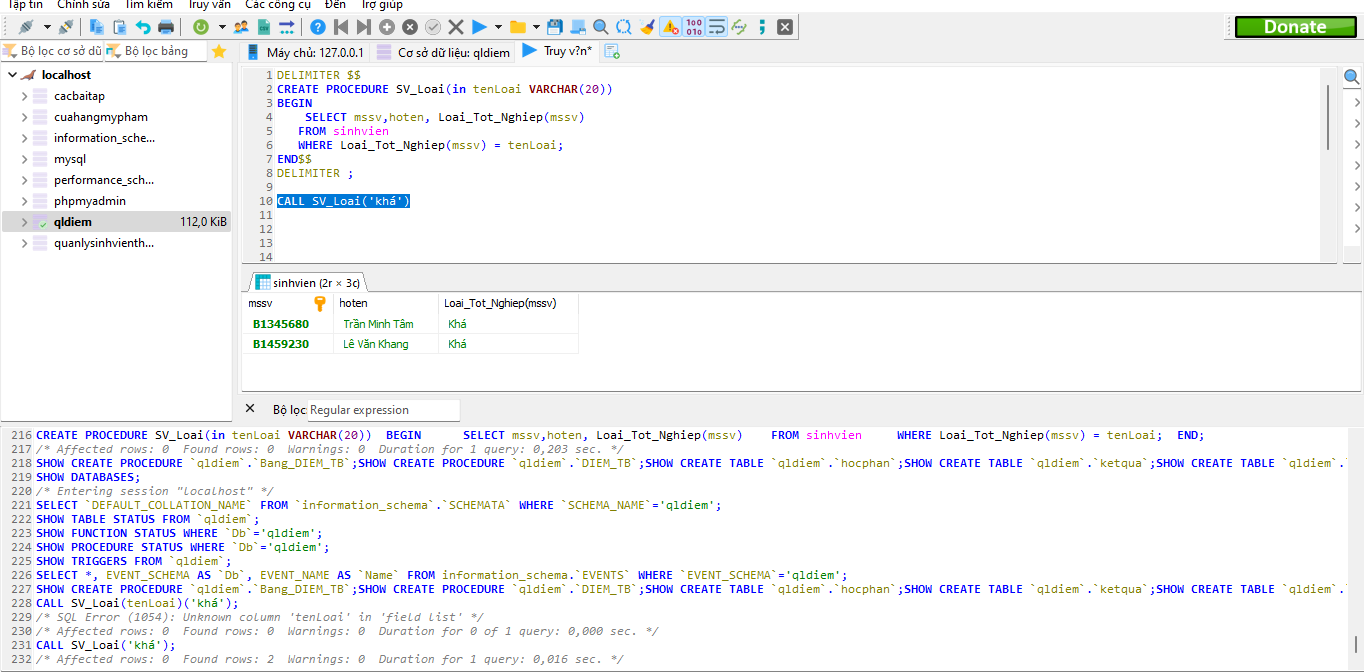 Tập tin Chỉnh sửa Tìm kiếm Truy vấn Các công cụ Đến Trợ giúp
Donate
Bộ lọc cơ sở dữ Bộ lọc bảng Máy chủ: 127.0.0.1 Cơ sở dữ liệu: qldiem Truy v?n*
localhost
cacbaitap
cuahangmypham
information_sche...
mysql
performance_sch...
phpmyadmin
qldiem 112,0 KiB
quanlysinhvienth...
1 DELIMITER $$
2 CREATE PROCEDURE SV_Loai(in tenLoai VARCHAR(20))
3 BEGIN
4 SELECT mssv,hoten, Loai_Tot_Nghiep(mssv)
5 FROM sinhvien
6 WHERE Loai_Tot_Nghiep(mssv) = tenLoai;
7 END$$
8 DELIMITER ;
9
10 CALL SV_Loai('khá')
11
12
13
14
sinhvien (2r × 3c)
mssv hoten Loai_Tot_Nghiep(mssv)
B1345680 Trần Minh Tâm Khá
B1459230 Lê Văn Khang Khá
Bộ lọc: Regular expression
216 CREATE PROCEDURE SV_Loai(in tenLoai VARCHAR(20)) BEGIN SELECT mssv,hoten, Loai_Tot_Nghiep(mssv) FROM sinhvien WHERE Loai_Tot_Nghiep(mssv) = tenLoai; END;
217 /* Affected rows: 0 Found rows: 0 Warnings: 0 Duration for 1 query: 0,203 sec. */
218 SHOW CREATE PROCEDURE `qldiem`.`Bang_DIEM_TB`;SHOW CREATE PROCEDURE `qldiem`.`DIEM_TB`;SHOW CREATE TABLE `qldiem`.`hocphan`;SHOW CREATE TABLE `qldiem`.`ketqua`;SHOW CREATE TABLE `qldiem`.`
219 SHOW DATABASES;
220 /* Entering session "localhost" */
221 SELECT `DEFAULT_COLLATION_NAME` FROM `information_schema`.`SCHEMATA` WHERE `SCHEMA_NAME`='qldiem';
222 SHOW TABLE STATUS FROM `qldiem`;
223 SHOW FUNCTION STATUS WHERE `Db`='qldiem';
224 SHOW PROCEDURE STATUS WHERE `Db`='qldiem';
225 SHOW TRIGGERS FROM `qldiem`;
226 SELECT *, EVENT_SCHEMA AS `Db`, EVENT_NAME AS `Name` FROM information_schema.`EVENTS` WHERE `EVENT_SCHEMA`='qldiem';
227 SHOW CREATE PROCEDURE `qldiem`.`Bang_DIEM_TB`;SHOW CREATE PROCEDURE `qldiem`.`DIEM_TB`;SHOW CREATE TABLE `qldiem`.`hocphan`;SHOW CREATE TABLE `qldiem`.`ketqua`;SHOW CREATE TABLE `qldiem`.`
228 CALL SV_Loai(tenLoai)('khá');
229 /* SQL Error (1054): Unknown column 'tenLoai' in 'field list' */
230 /* Affected rows: 0 Found rows: 0 Warnings: 0 Duration for 0 of 1 query: 0,000 sec. */
231 CALL SV_Loai('khá');
232 /* Affected rows: 0 Found rows: 2 Warnings: 0 Duration for 1 query: 0,016 sec. */